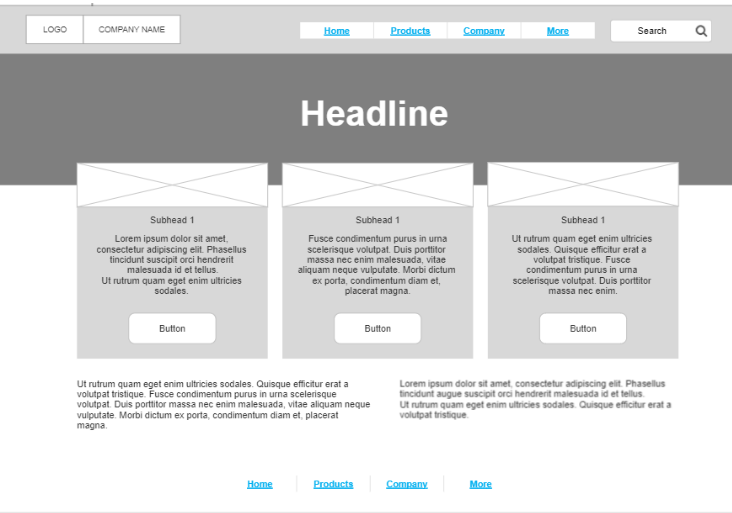 LOGO
COMPANY NAME
Home
Products
Company
More
Search
Headline
Subhead 1
Lorem ipsum dolor sit amet,
consectetur adipiscing elit. Phasellus
tincidunt suscipit orci hendrerit
malesuada id et tellus.
Ut rutrum quam eget enim ultricies
sodales.
Button
Subhead 1
Fusce condimentum purus in urna
scelerisque volutpat. Duis porttitor
massa nec enim malesuada, vitae
aliquam neque vulputate. Morbi dictum
ex porta, condimentum diam et,
placerat magna.
Button
Subhead 1
Ut rutrum quam eget enim ultricies
sodales. Quisque efficitur erat a
volutpat tristique. Fusce
condimentum purus in urna
scelerisque volutpat. Duis porttitor
massa nec enim.
Button
Ut rutrum quam eget enim ultricies sodales. Quisque efficitur erat a
volutpat tristique. Fusce condimentum purus in urna scelerisque
volutpat. Duis porttitor massa nec enim malesuada, vitae aliquam neque
vulputate. Morbi dictum ex porta, condimentum diam et, placerat
magna.
Lorem ipsum dolor sit amet, consectetur adipiscing elit. Phasellus
tincidunt augue suscipit orci hendrerit malesuada id et tellus.
Ut rutrum quam eget enim ultricies sodales. Quisque efficitur erat a
volutpat tristique.
Home
Products
Company
More